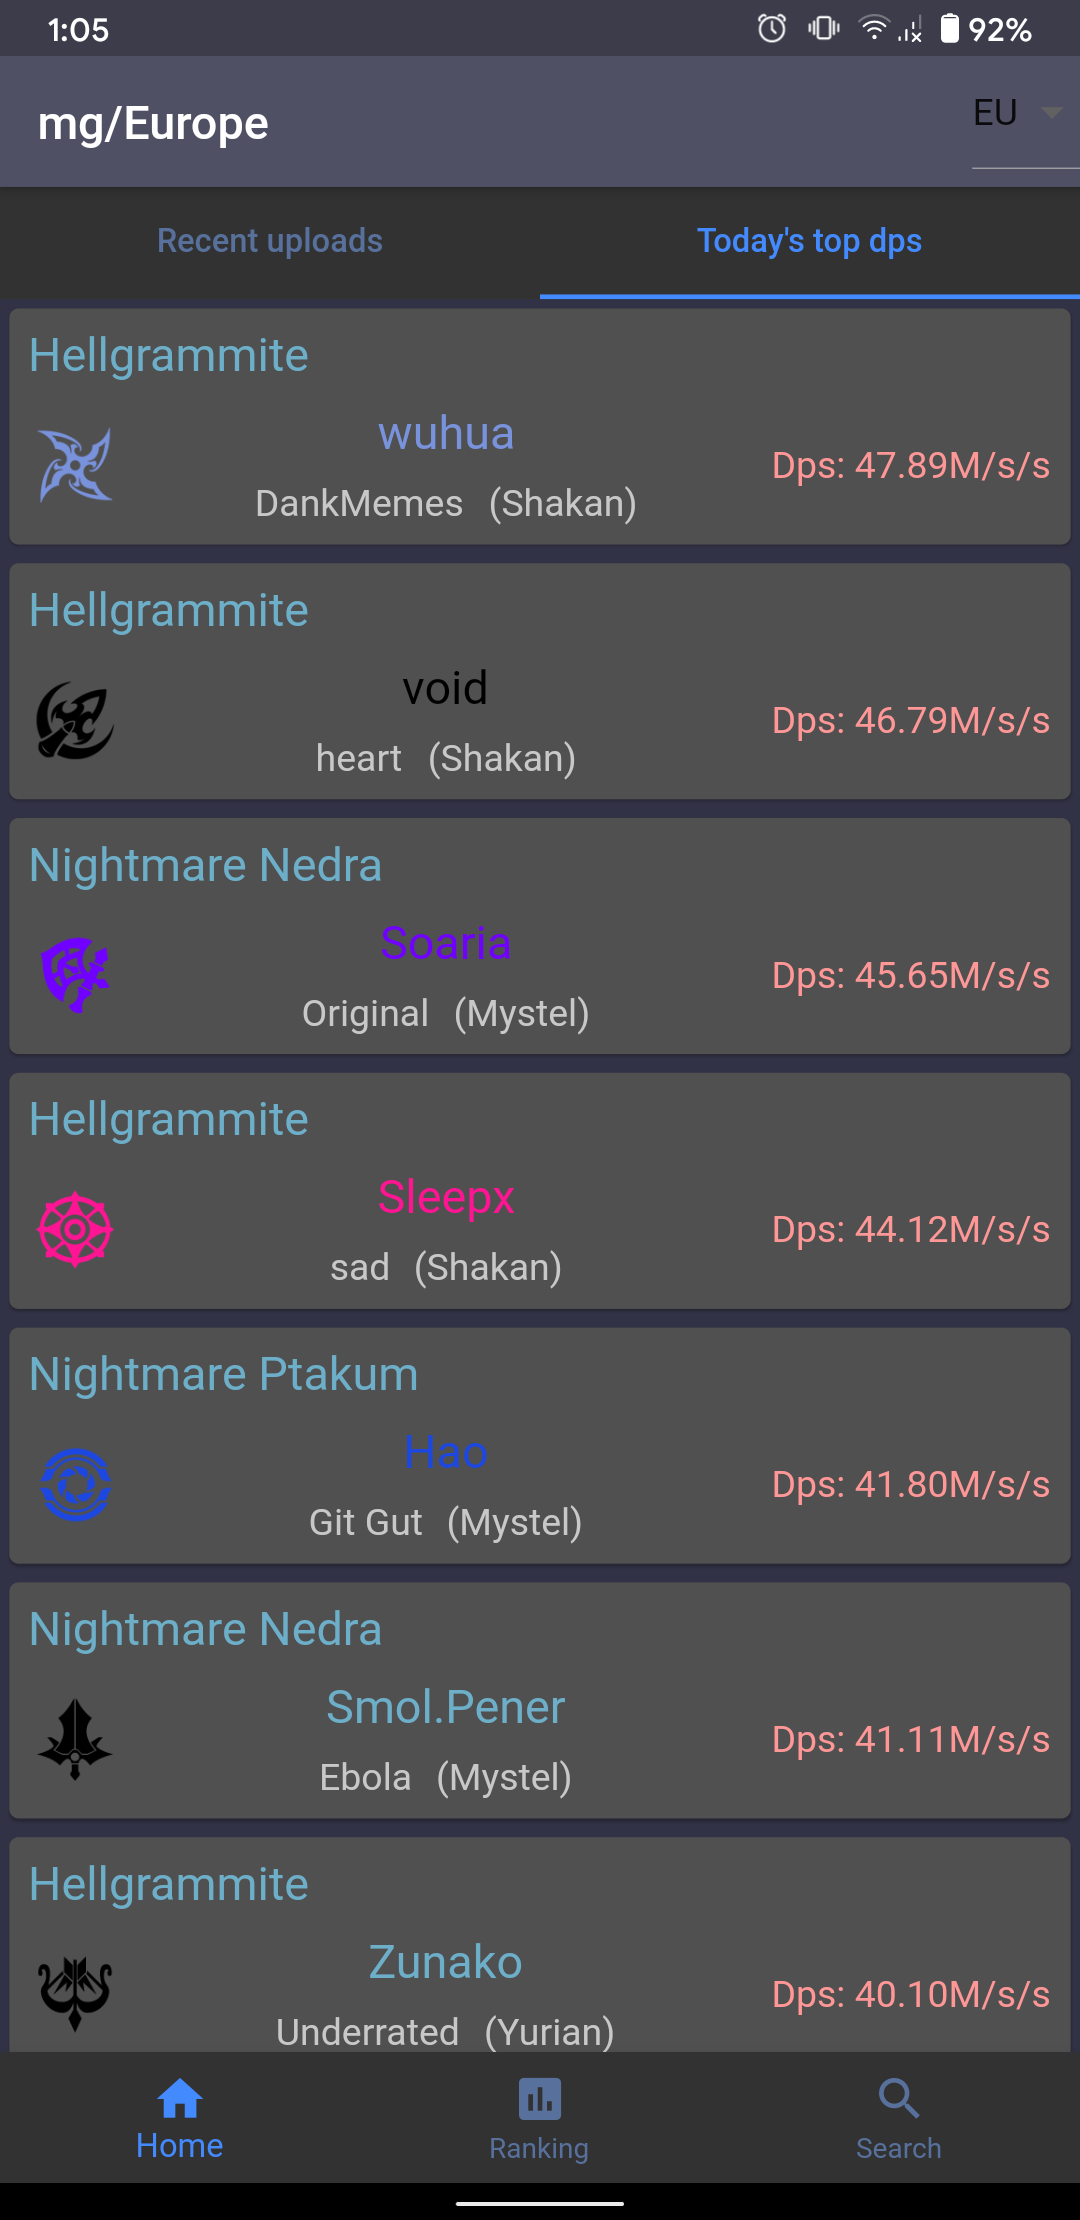 1:05
92%
mg/Europe
EU
Recent uploads
Today's top dps
Hellgrammite
wuhua
DankMemes (Shakan)
Dps: 47.89M/s/s
Hellgrammite
void
heart (Shakan)
Dps: 46.79M/s/s
Nightmare Nedra
Soaria
Original (Mystel)
Dps: 45.65M/s/s
Hellgrammite
Sleepx
sad (Shakan)
Dps: 44.12M/s/s
Nightmare Ptakum
Hao
Git Gut (Mystel)
Dps: 41.80M/s/s
Nightmare Nedra
Smol.Pener
Ebola (Mystel)
Dps: 41.11M/s/s
Hellgrammite
Zunako
Underrated (Yurian)
Dps: 40.10M/s/s
Home
Ranking
Search